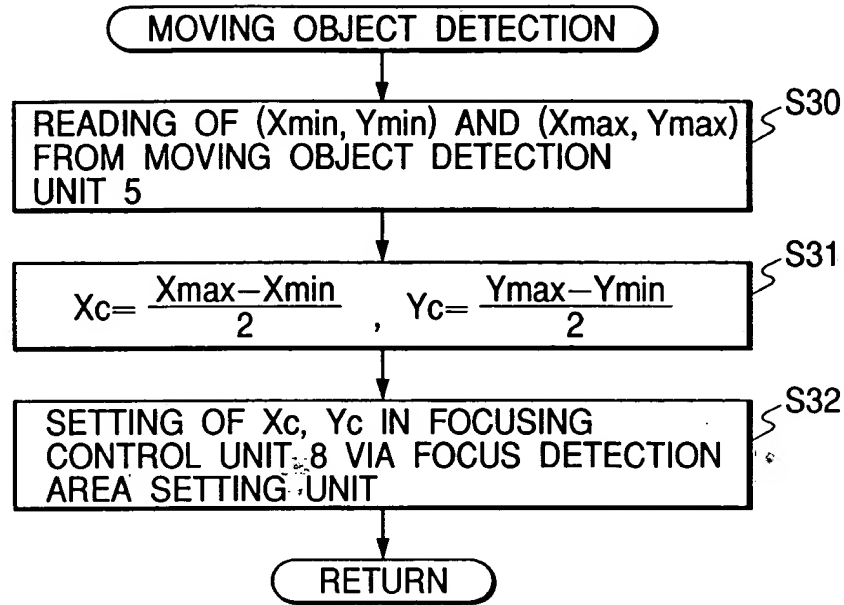 MOVING OBJECT DETECTION
S30
READING OF (Xmin, Ymin) AND (Xmax, Ymax)
FROM MOVING OBJECT DETECTION
UNIT 5
S31
Xc= Xmax−Xmin / 2 , Yc= Ymax−Ymin / 2
S32
SETTING OF Xc, Yc IN FOCUSING
CONTROL UNIT 8 VIA FOCUS DETECTION
AREA SETTING UNIT
RETURN